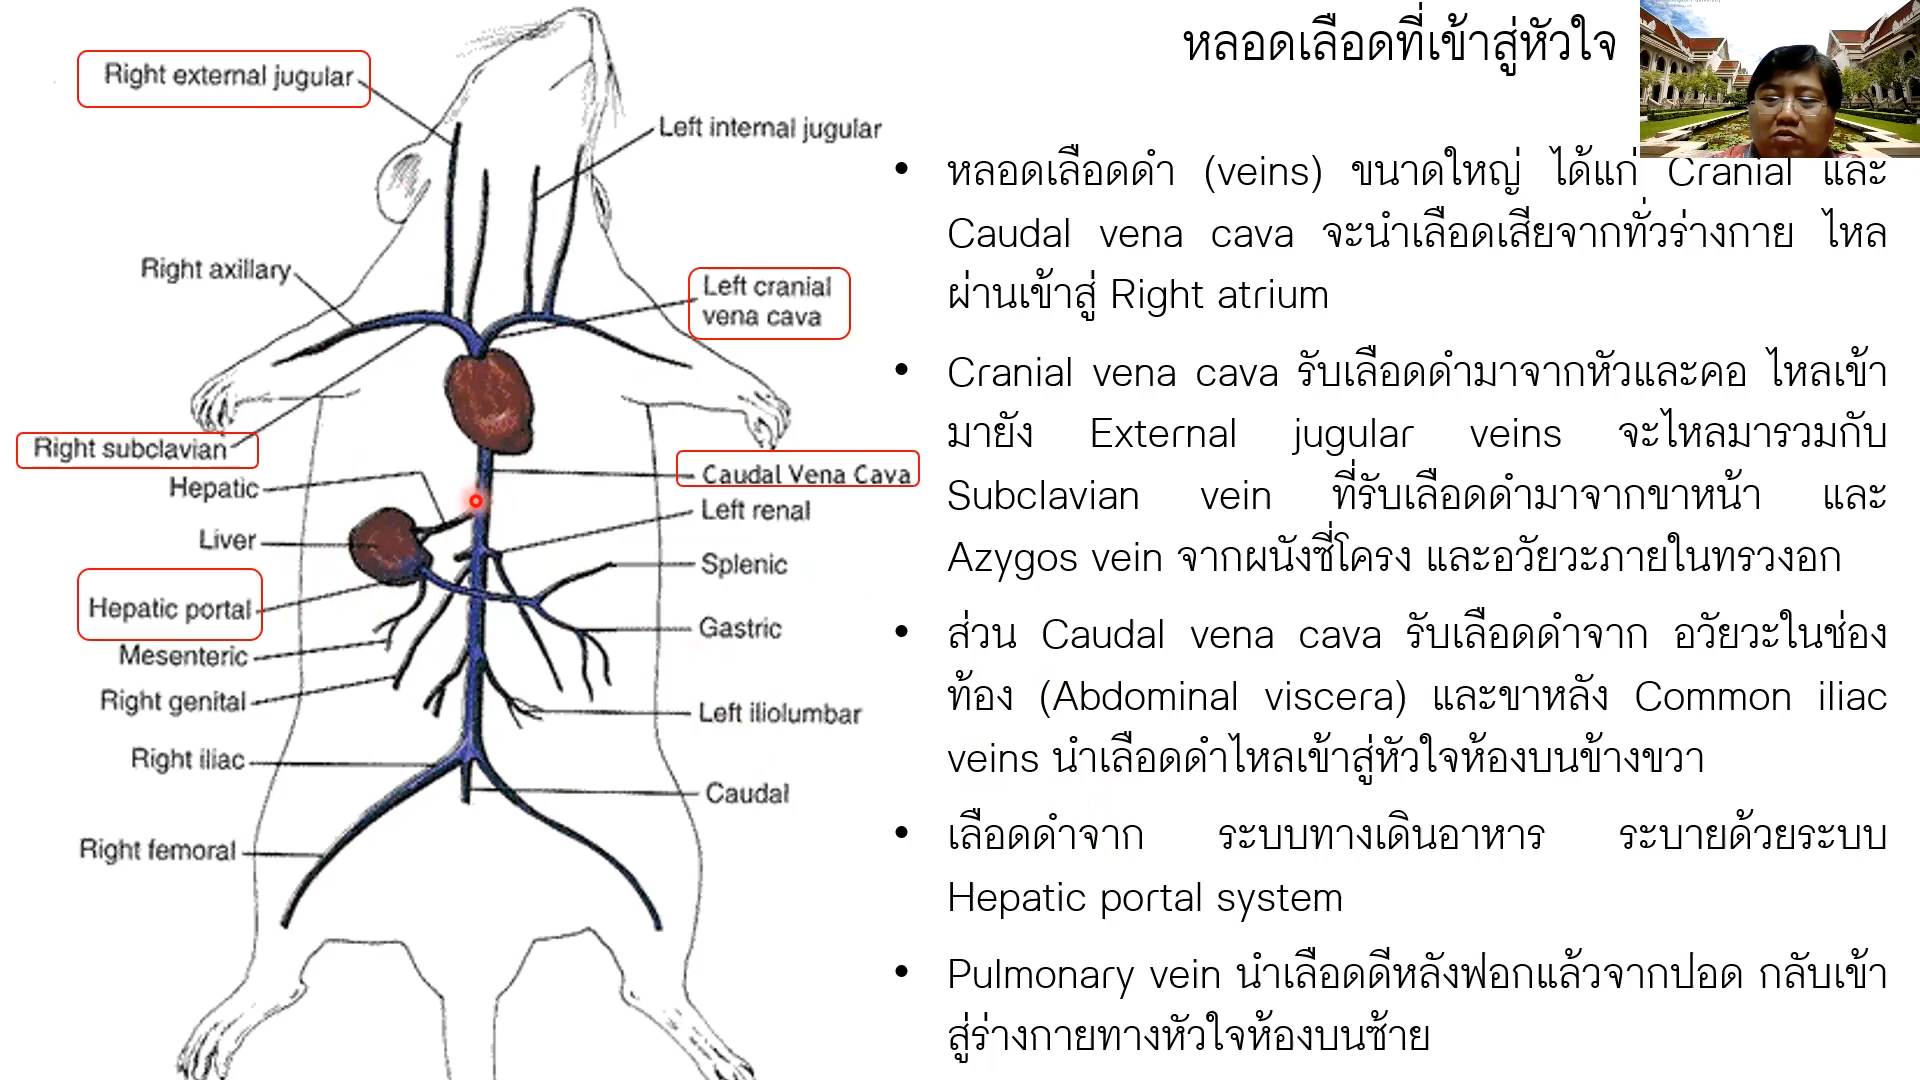 หลอดเลือดที่เข้าสู่หัวใจ
Right external jugular
Left internal jugular
Right axillary
Left cranial
vena cava
Right subclavian
Hepatic
Caudal Vena Cava
Left renal
Liver
Splenic
Hepatic portal
Gastric
Mesenteric
Right genital
Left iliolumbar
Right iliac
Caudal
Right femoral
• หลอดเลือดดำ (veins) ขนาดใหญ่ ได้แก่ Cranial และ
Caudal vena cava จะนำเลือดเสียจากทั่วร่างกาย ไหล
ผ่านเข้าสู่ Right atrium
• Cranial vena cava รับเลือดดำมาจากหัวและคอ ไหลเข้า
มายัง External jugular veins จะไหลมารวมกับ
Subclavian vein ที่รับเลือดดำมาจากขาหน้า และ
Azygos vein จากผนังซี่โครง และอวัยวะภายในทรวงอก
• ส่วน Caudal vena cava รับเลือดดำจาก อวัยวะในช่อง
ท้อง (Abdominal viscera) และขาหลัง Common iliac
veins นำเลือดดำไหลเข้าสู่หัวใจห้องบนข้างขวา
• เลือดดำจาก ระบบทางเดินอาหาร ระบายด้วยระบบ
Hepatic portal system
• Pulmonary vein นำเลือดดีหลังฟอกแล้วจากปอด กลับเข้า
สู่ร่างกายทางหัวใจห้องบนซ้าย